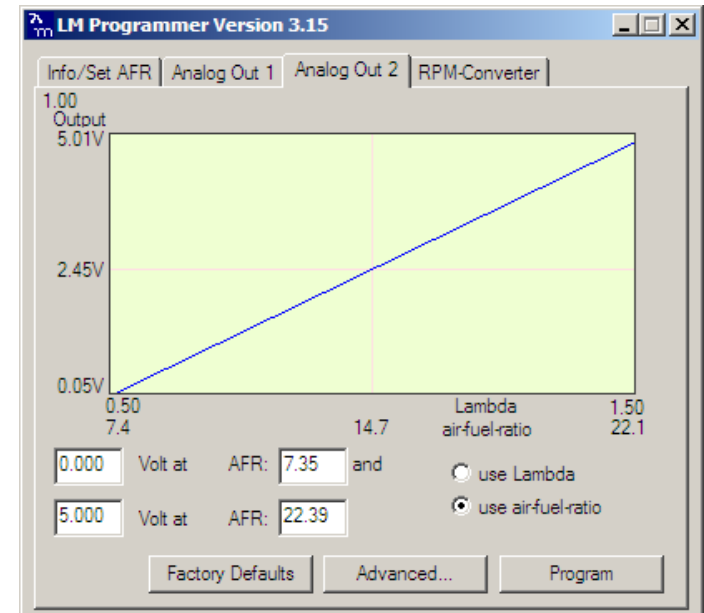 LM Programmer Version 3.15
Info/Set AFR Analog Out 1 Analog Out 2 RPM-Converter
1.00
Output
5.01V
2.45V
0.05V
0.50 Lambda 1.50
7.4 14.7 air-fuel-ratio 22.1
0.000 Volt at AFR: 7.35 and use Lambda
5.000 Volt at AFR: 22.39 use air-fuel-ratio
Factory Defaults Advanced... Program